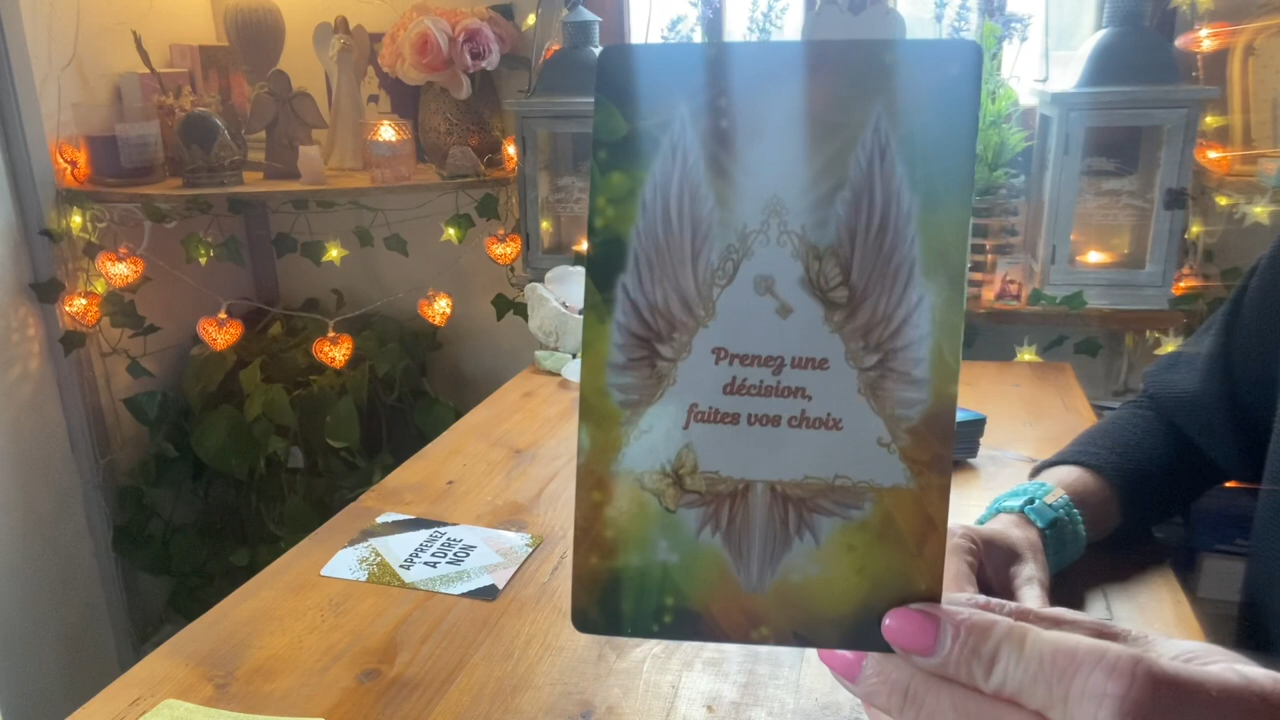 Prenez une
décision,
faites vos choix
APPRENEZ
À DIRE
NON